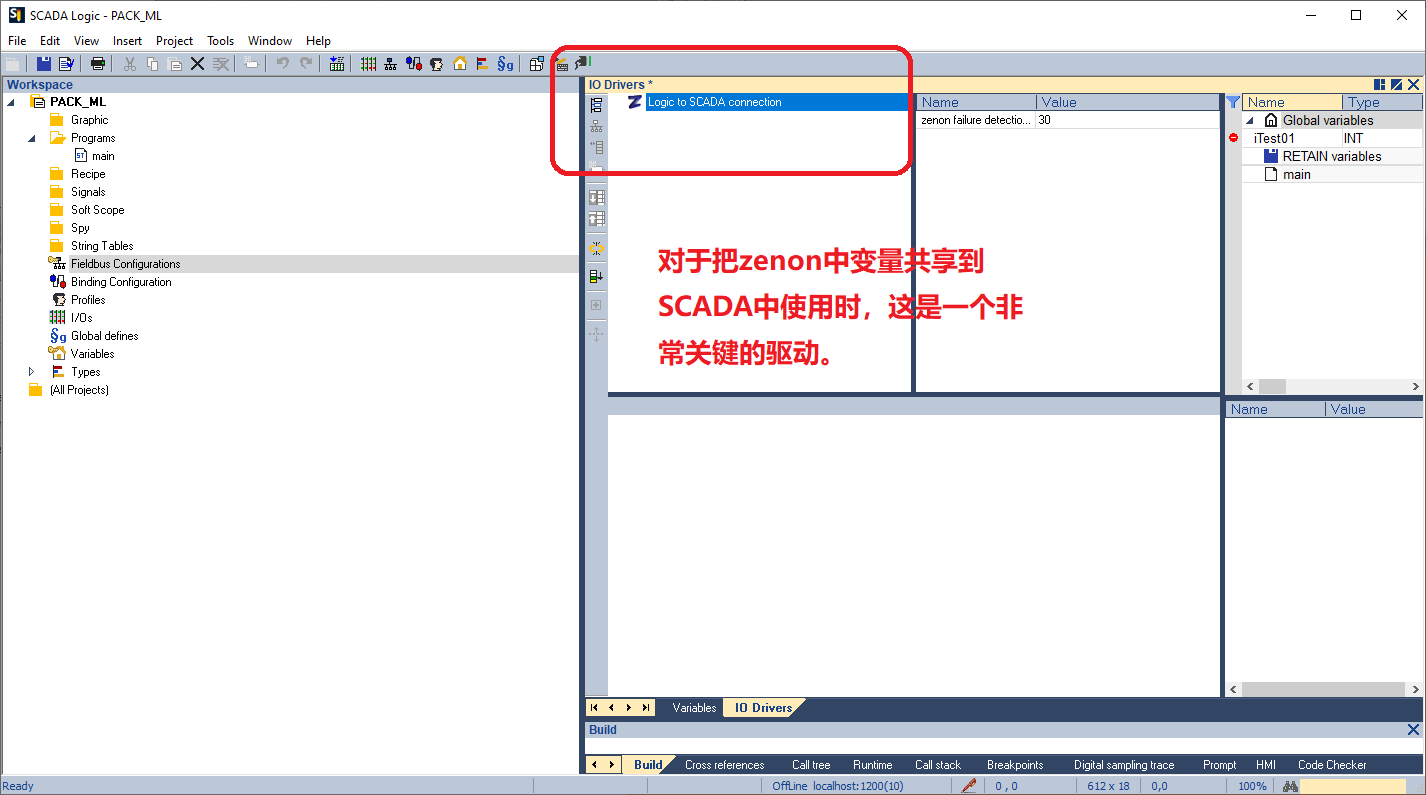 SCADA Logic - PACK_ML
File Edit View Insert Project Tools Window Help
Workspace
PACK_ML
Graphic
Programs
ST main
Recipe
Signals
Soft Scope
Spy
String Tables
Fieldbus Configurations
Binding Configuration
Profiles
I/Os
§g Global defines
Variables
Types
(All Projects)
IO Drivers *
Logic to SCADA connection
Name Value
zenon failure detectio... 30
对于把zenon中变量共享到
SCADA中使用时，这是一个非
常关键的驱动。
Name Type
Global variables
iTest01 INT
RETAIN variables
main
Name Value
Variables IO Drivers
Build
Build Cross references Call tree Runtime Call stack Breakpoints Digital sampling trace Prompt HMI Code Checker
Ready OffLine localhost:1200(10) 0 , 0 612 x 18 0,0 100%